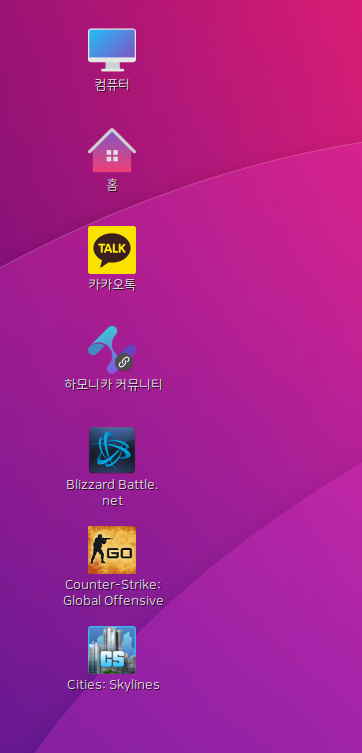 컴퓨터
홈
TALK
카카오톡
하모니카 커뮤니티
Blizzard Battle.
net
GO
Counter-Strike:
Global Offensive
CS
Cities: Skylines